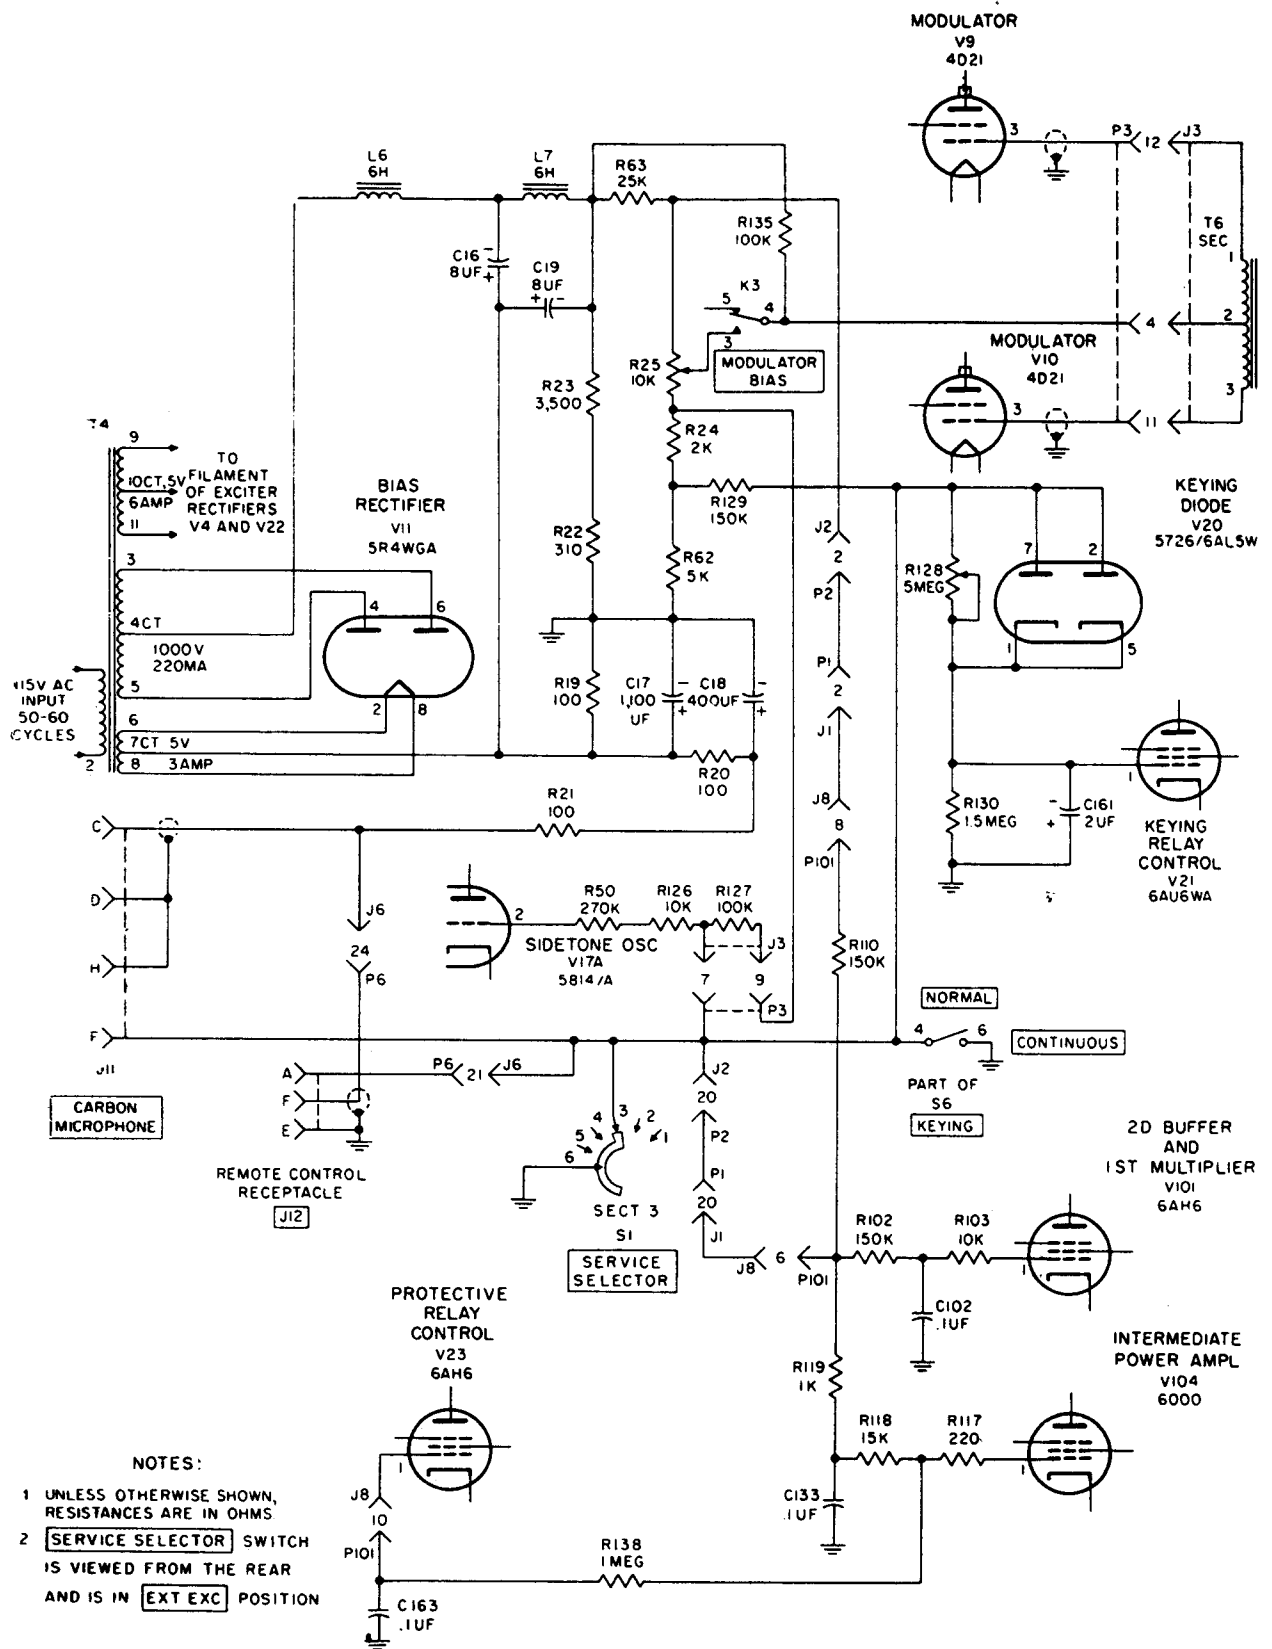 MODULATOR
V9
4D21
3
P3
12
J3
L6
6H
L7
6H
R63
25K
R135
100K
T6
SEC
1
2
3
C16
8UF
-
+
C19
8UF
+ -
K3
5
4
3
4
MODULATOR
BIAS
MODULATOR
V10
4D21
3
11
R25
10K
R23
3,500
R24
2K
T4
9
10CT,5V
6AMP
11
TO
FILAMENT
OF EXCITER
RECTIFIERS
V4 AND V22
BIAS
RECTIFIER
V11
5R4WGA
R129
150K
KEYING
DIODE
V20
5726/6AL5W
R22
310
R62
5K
J2
2
P2
R128
5MEG
7
2
1
5
3
4CT
1000V
220MA
5
4
6
2
8
6
7CT 5V
8
3AMP
115V AC
INPUT
50-60
CYCLES
2
R19
100
C17
1,100
UF
-
+
C18
400UF
-
+
R20
100
P1
2
J1
J8
8
P101
R130
1.5MEG
C161
2UF
-
+
1
KEYING
RELAY
CONTROL
V21
6AU6WA
R21
100
C
D
H
F
J11
CARBON
MICROPHONE
J6
24
P6
2
R50
270K
R126
10K
R127
100K
SIDETONE OSC
V17A
5814/A
J3
7
9
P3
R110
150K
NORMAL
4
6
CONTINUOUS
PART OF
S6
KEYING
A
F
E
P6
21
J6
REMOTE CONTROL
RECEPTACLE
J12
J2
20
P2
P1
20
J1
J8
6
P101
6
5
4
3
2
1
SECT 3
S1
SERVICE
SELECTOR
2D BUFFER
AND
1ST MULTIPLIER
V101
6AH6
R102
150K
R103
10K
1
C102
.1UF
PROTECTIVE
RELAY
CONTROL
V23
6AH6
1
R119
1K
INTERMEDIATE
POWER AMPL
V104
6000
R118
15K
R117
220
1
C133
.1UF
J8
10
P101
R138
1MEG
C163
.1UF
NOTES:
1 UNLESS OTHERWISE SHOWN,
RESISTANCES ARE IN OHMS
2 SERVICE SELECTOR SWITCH
IS VIEWED FROM THE REAR
AND IS IN EXT EXC POSITION